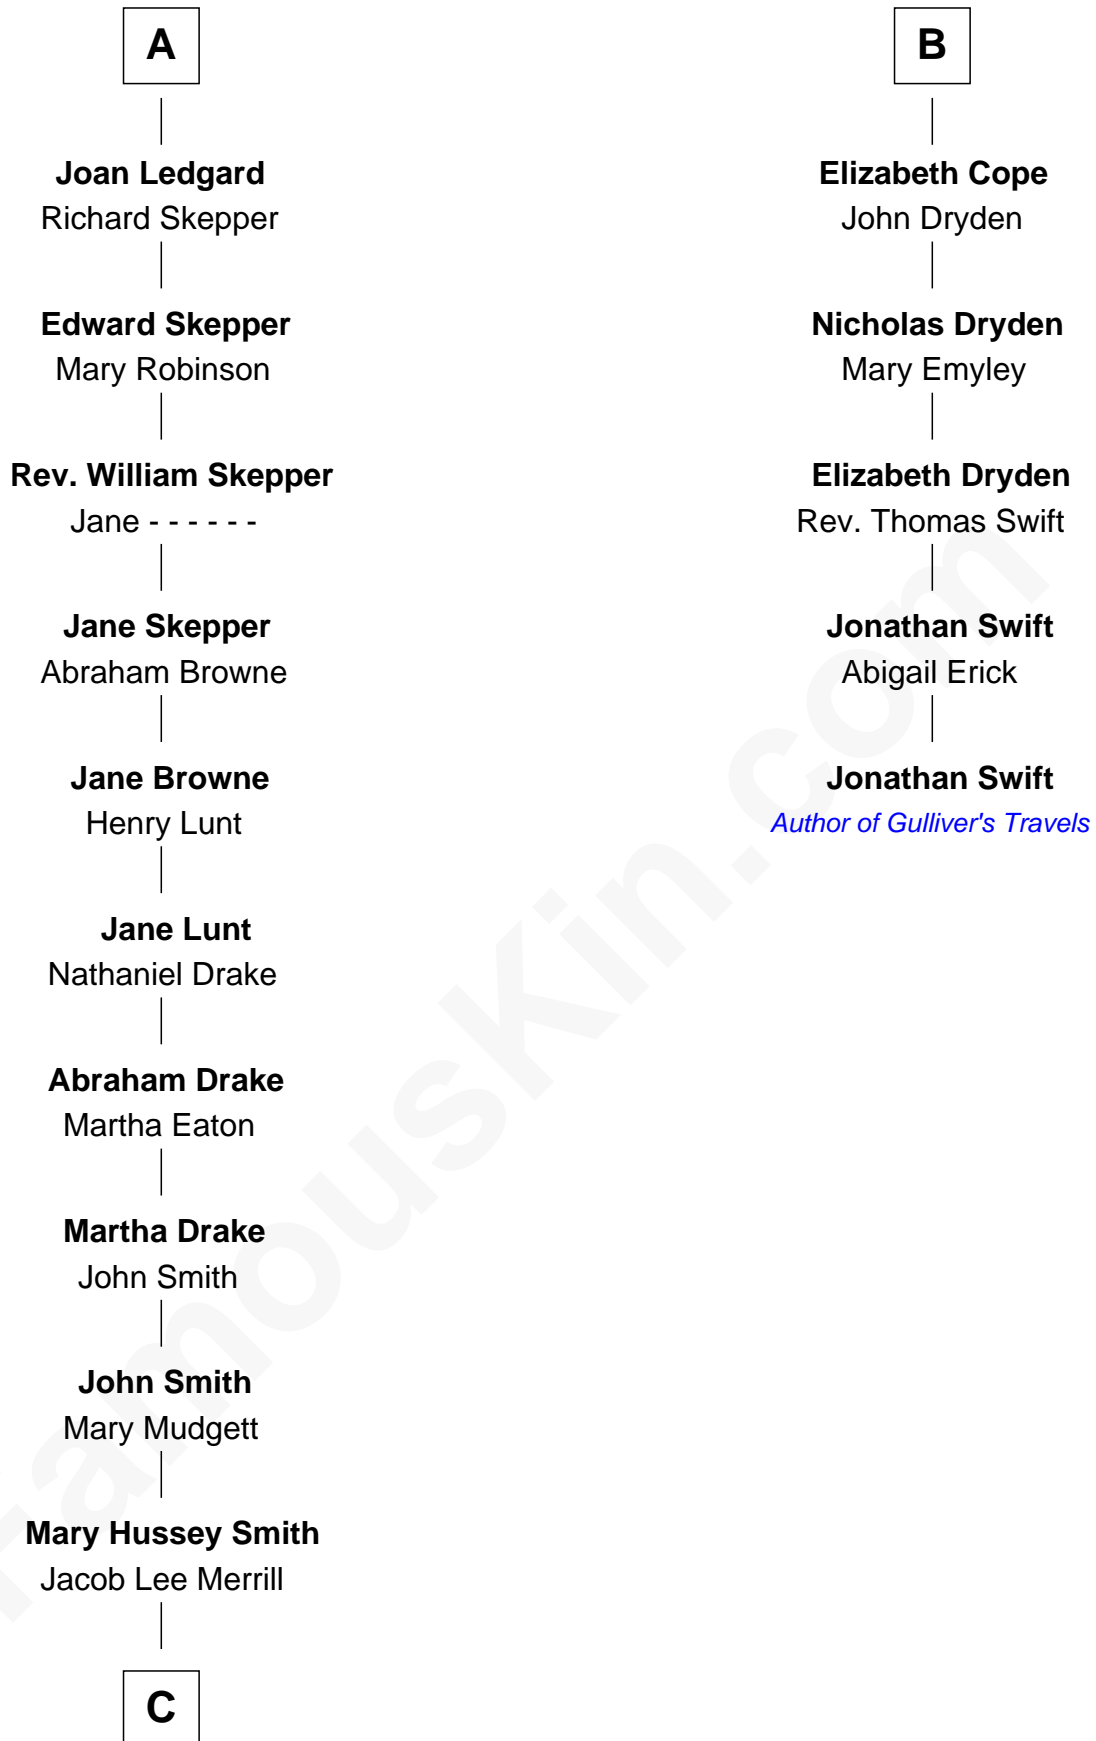 A
Joan Ledgard
Richard Skepper
Edward Skepper
Mary Robinson
Rev. William Skepper
Jane - - - - - -
Jane Skepper
Abraham Browne
Jane Browne
Henry Lunt
Jane Lunt
Nathaniel Drake
Abraham Drake
Martha Eaton
Martha Drake
John Smith
John Smith
Mary Mudgett
Mary Hussey Smith
Jacob Lee Merrill
C
B
Elizabeth Cope
John Dryden
Nicholas Dryden
Mary Emyley
Elizabeth Dryden
Rev. Thomas Swift
Jonathan Swift
Abigail Erick
Jonathan Swift
Author of Gulliver's Travels
FamousKin.com